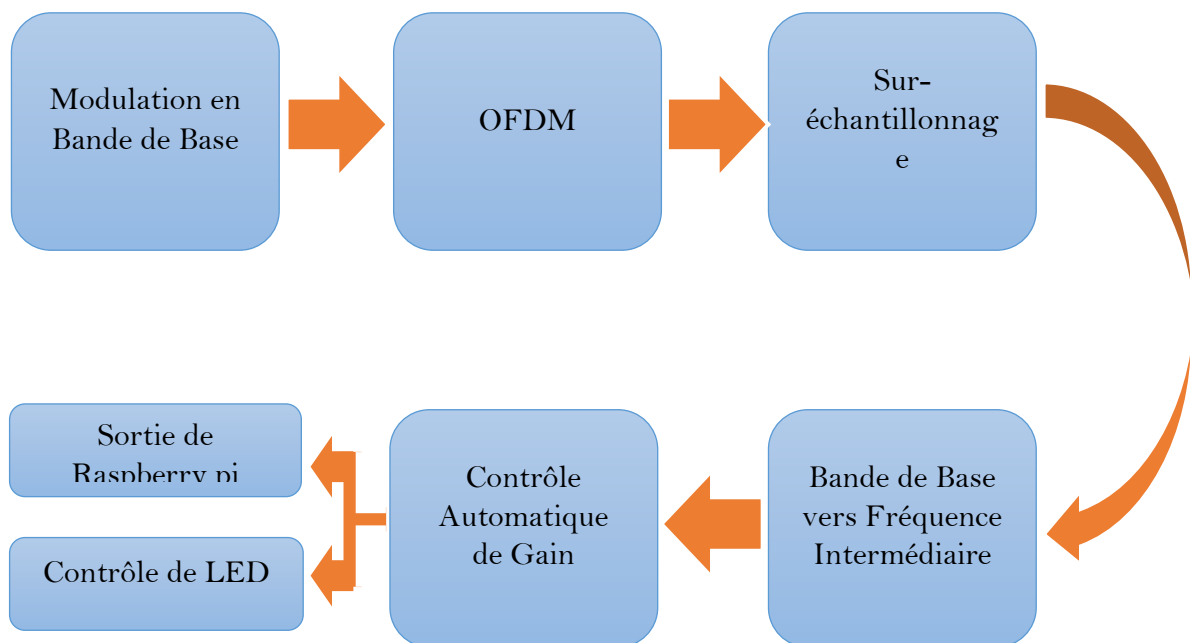 Modulation en
Bande de Base
OFDM
Sur-
échantillonnag
e
Sortie de
Raspberry pi
Contrôle de LED
Contrôle
Automatique
de Gain
Bande de Base
vers Fréquence
Intermédiaire